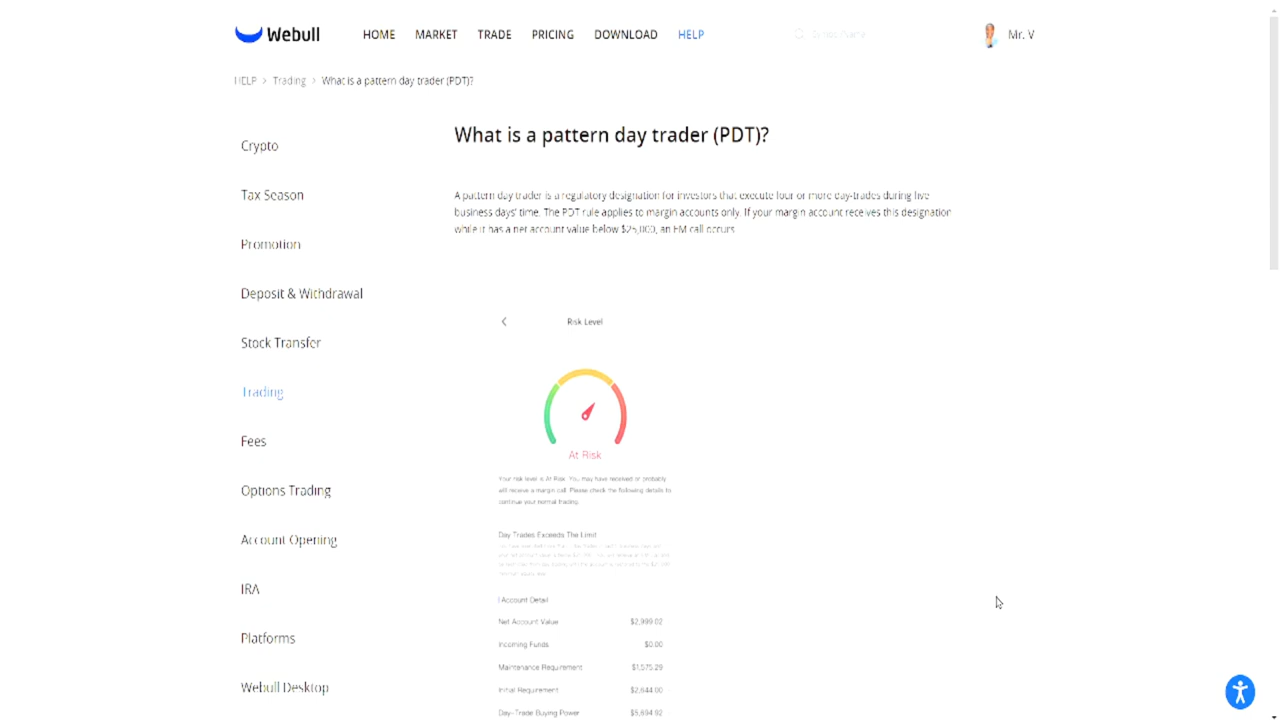 Webull
HOME MARKET TRADE PRICING DOWNLOAD HELP
Mr. V
HELP > Trading > What is a pattern day trader (PDT)?
Crypto
Tax Season
Promotion
Deposit & Withdrawal
Stock Transfer
Trading
Fees
Options Trading
Account Opening
IRA
Platforms
Webull Desktop
What is a pattern day trader (PDT)?
A pattern day trader is a regulatory designation for investors that execute four or more day-trades during five
business days' time. The PDT rule applies to margin accounts only. If your margin account receives this designation
while it has a net account value below $25,000, an EM call occurs
Risk Level
At Risk
Your risk level is At Risk. You may have received or probably
will receive a margin call. Please check the following details to
continue your normal trading.
Day Trades Exceeds The Limit
Account Detail
Net Account Value $2,999.02
Incoming Funds $0.00
Maintenance Requirement $1,575.29
Initial Requirement $2,644.00
Day-Trade Buying Power $5,694.92